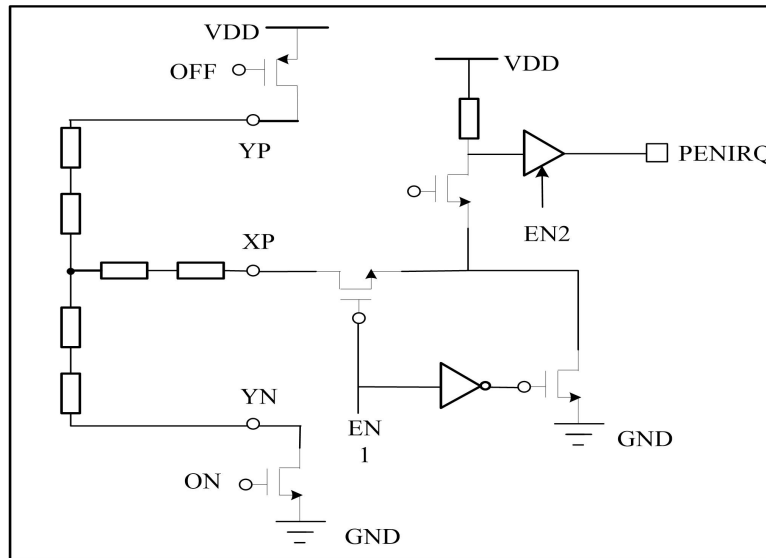 VDD
OFF
YP
VDD
PENIRQ
EN2
XP
YN
EN
1
ON
GND
GND